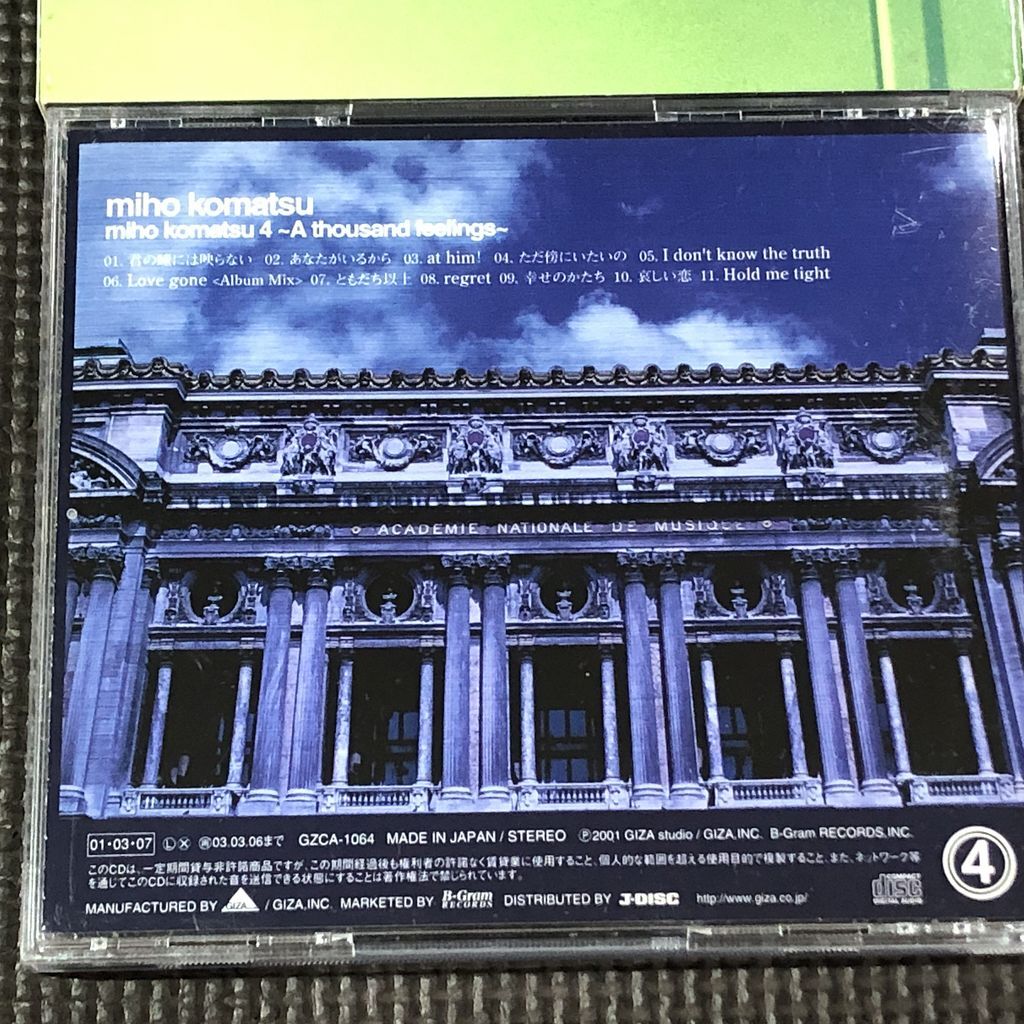 miho komatsu
miho komatsu 4 ~A thousand feelings~
01. 君の瞳には映らない 02. あなたがいるから 03. at him! 04. ただ傍にいたいの 05. I don't know the truth
06. Love gone <Album Mix> 07. ともだち以上 08. regret 09. 幸せのかたち 10. 哀しい恋 11. Hold me tight
ACADEMIE NATIONALE DE MUSIQUE
01・03・07 Ⓛ Ⓧ 03.03.06まで GZCA-1064 MADE IN JAPAN / STEREO Ⓟ2001 GIZA studio / GIZA, INC. B-Gram RECORDS, INC.
このCDは、一定期間貸与非許諾商品ですが、この期間経過後も権利者の許諾なく賃貸業に使用すること、個人的な範囲を超える使用目的で複製すること、また、ネットワーク等
を通じてこのCDに収録された音を送信できる状態にすることは著作権法で禁じられています。
MANUFACTURED BY GIZA / GIZA, INC. MARKETED BY B-Gram RECORDS DISTRIBUTED BY J-DISC http://www.giza.co.jp/
COMPACT disc DIGITAL AUDIO
4